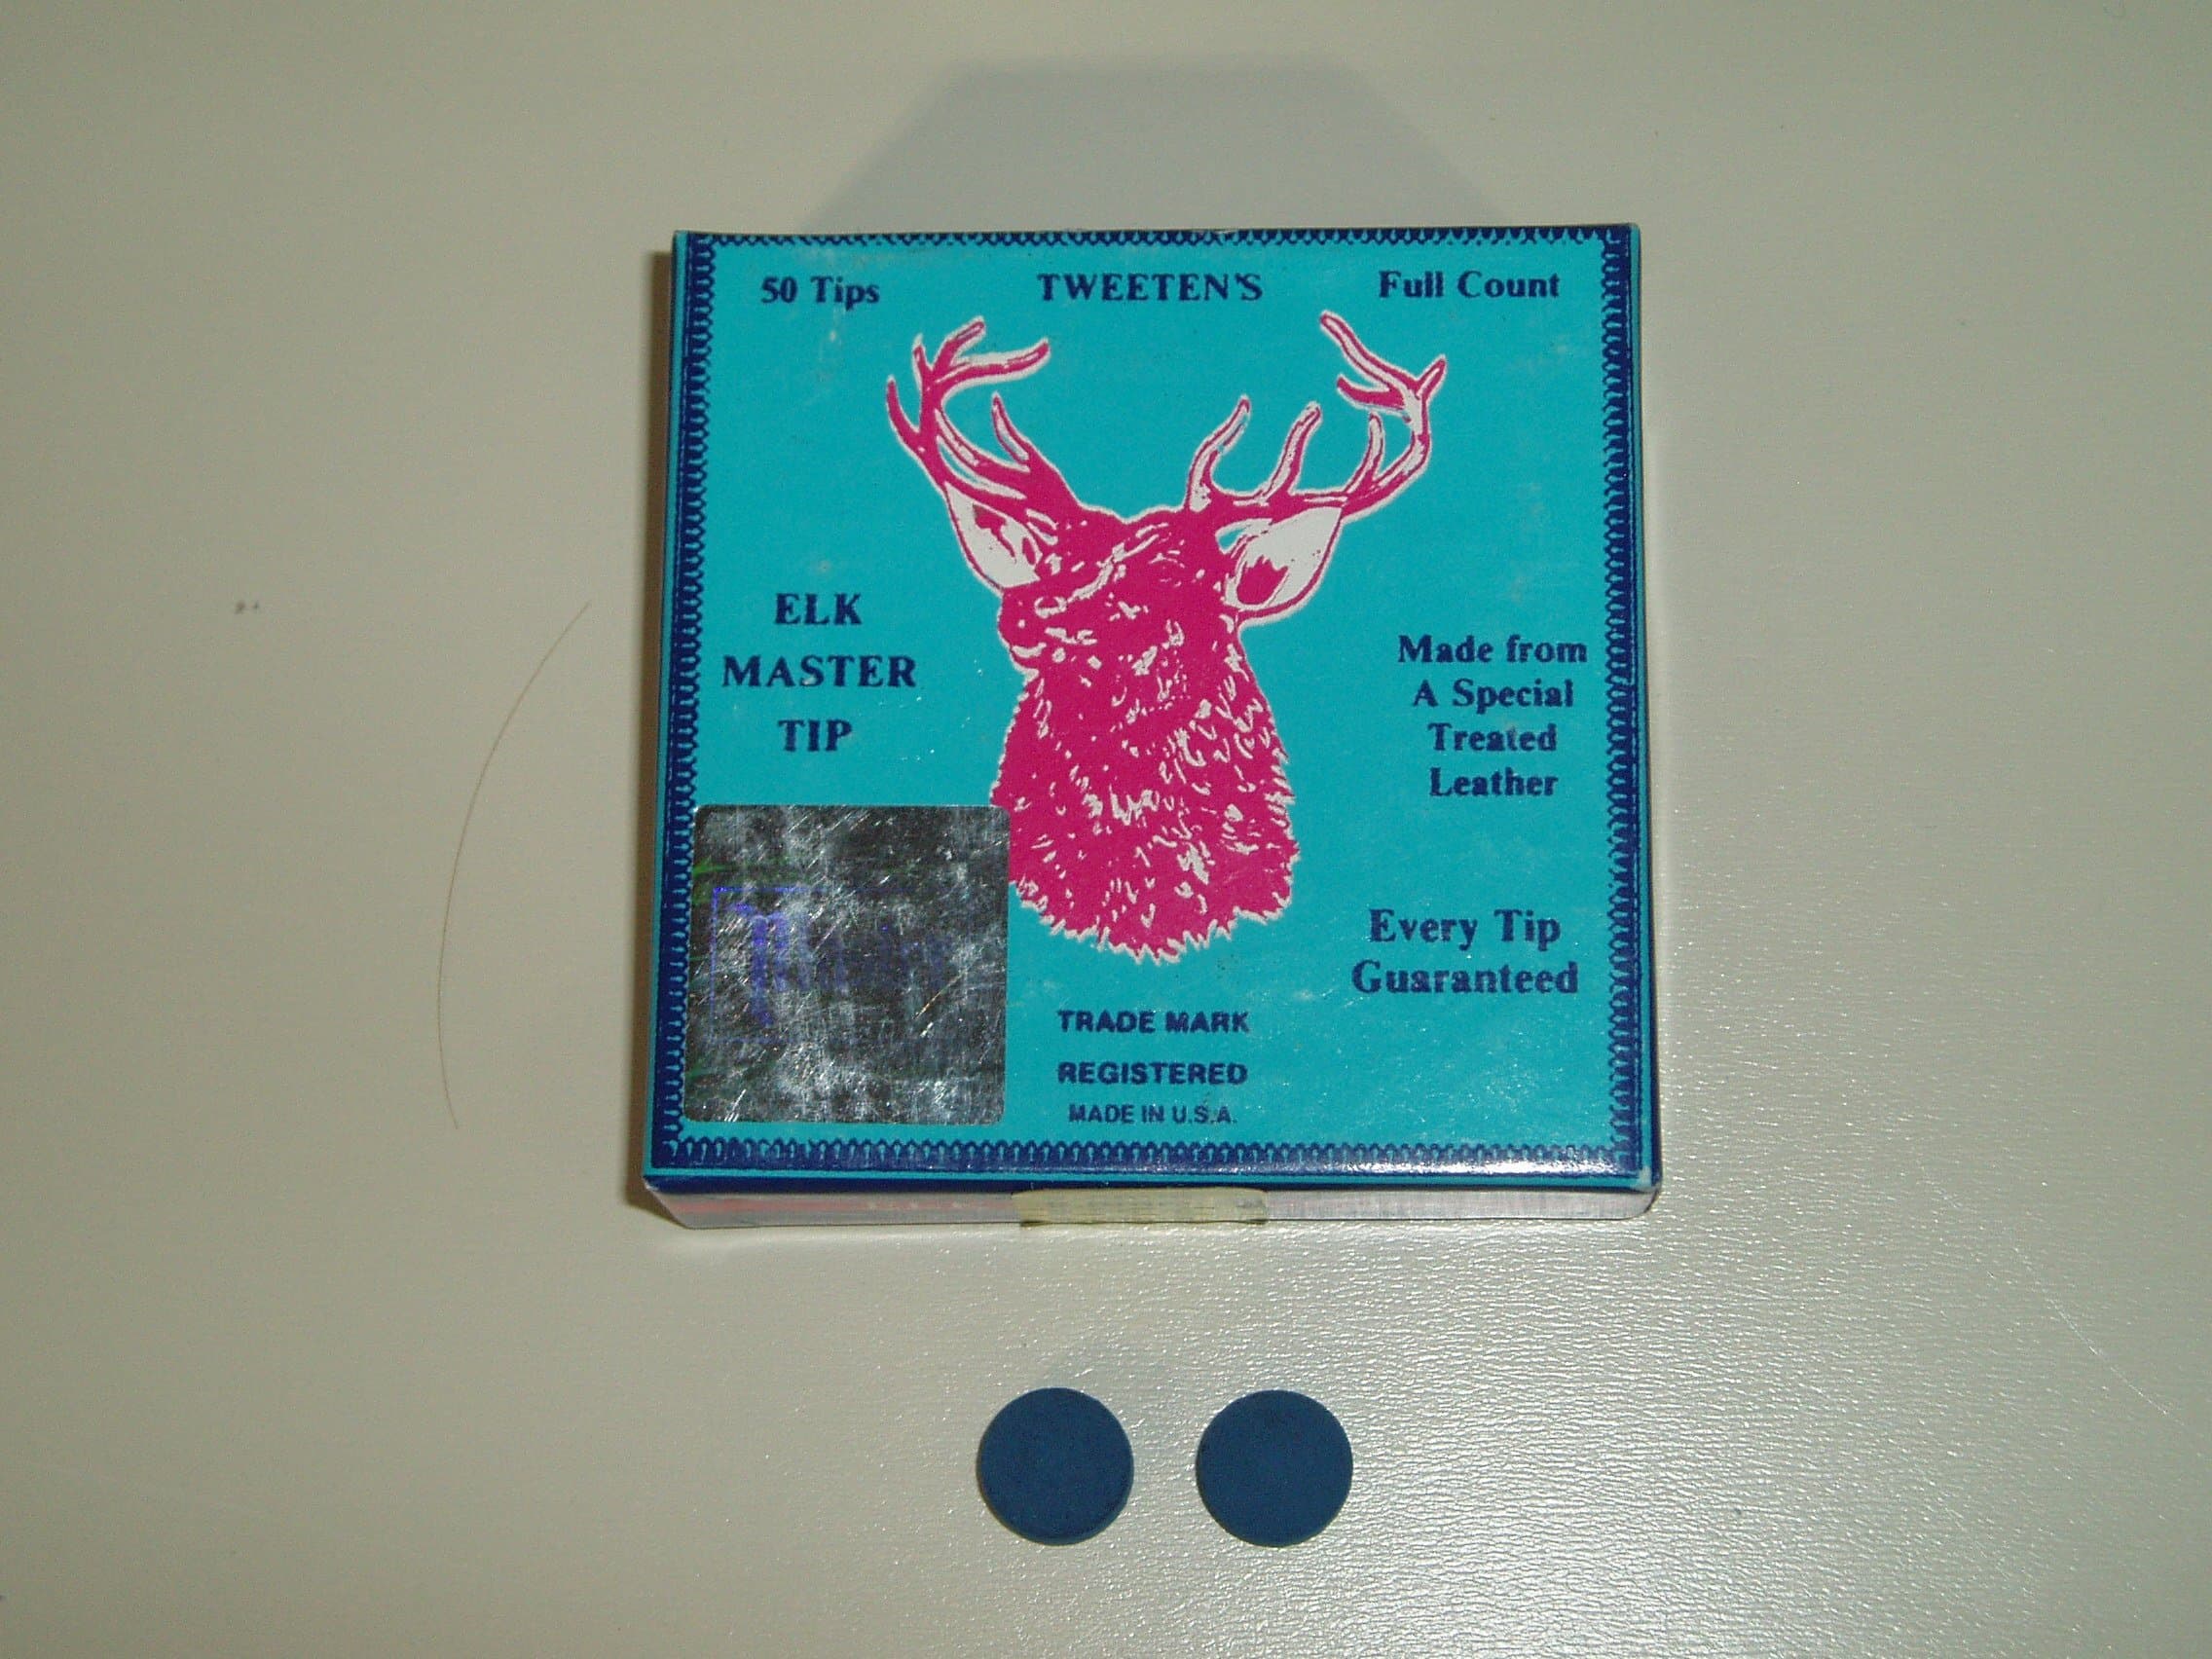 50 Tips TWEETEN'S Full Count
ELK
MASTER
TIP
Made from
A Special
Treated
Leather
Every Tip
Guaranteed
TRADE MARK
REGISTERED
MADE IN U.S.A.